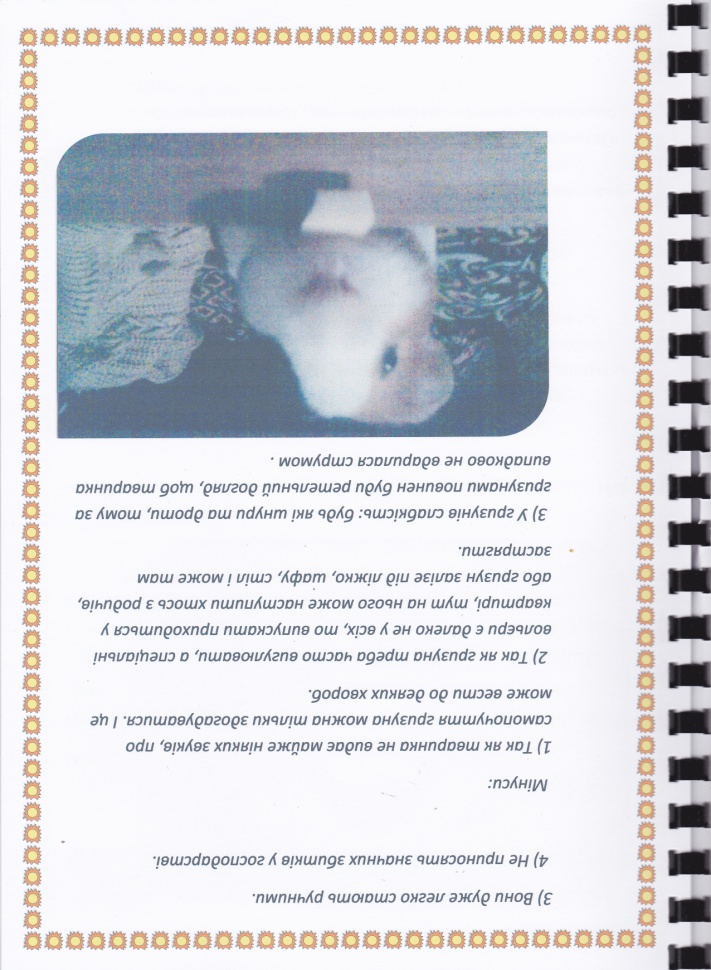 3) Вони дуже легко стають ручними.
4) Не приносять значних збитків у господарстві.
Мінуси:
1) Так як тваринка не видає майже ніяких звуків, про
самопочуття гризуна можна тільки здогадуватися. І це
може вести до деяких хвороб.
2) Так як гризуна треба часто вигулювати, а спеціальні
вольєри є далеко не у всіх, то випускати приходиться у
квартирі, тут на нього може наступити хтось з родичів,
або гризун залізе під ліжко, шафу, стіл і може там
застрягти.
3) У гризунів слабкість: будь які шнури та дроти, тому за
гризунами повинен буди ретельний догляд, щоб тваринка
випадково не вдарилася струмом .